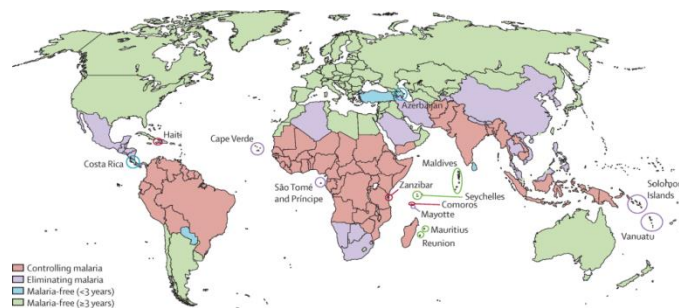 Azerbaijan
Haiti
Cape Verde
Costa Rica
Maldives
São Tomé
and Príncipe
Zanzibar
Seychelles
Comoros
Mayotte
Mauritius
Reunion
Solomon
Islands
Vanuatu
Controlling malaria
Eliminating malaria
Malaria-free (<3 years)
Malaria-free (≥3 years)